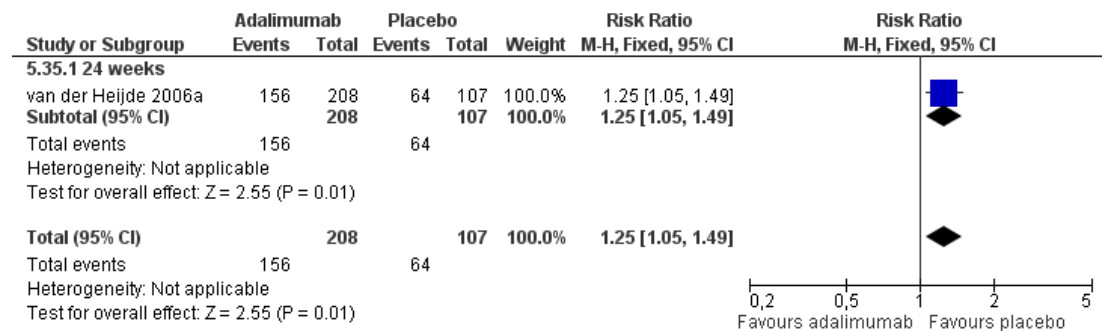 Adalimumab Placebo Risk Ratio Risk Ratio
Study or Subgroup Events Total Events Total Weight M-H, Fixed, 95% CI M-H, Fixed, 95% CI
5.35.1 24 weeks
van der Heijde 2006a 156 208 64 107 100.0% 1.25 [1.05, 1.49]
Subtotal (95% CI) 208 107 100.0% 1.25 [1.05, 1.49]
Total events 156 64
Heterogeneity: Not applicable
Test for overall effect: Z = 2.55 (P = 0.01)
Total (95% CI) 208 107 100.0% 1.25 [1.05, 1.49]
Total events 156 64
Heterogeneity: Not applicable
Test for overall effect: Z = 2.55 (P = 0.01)
0,2 0,5 1 2 5
Favours adalimumab Favours placebo